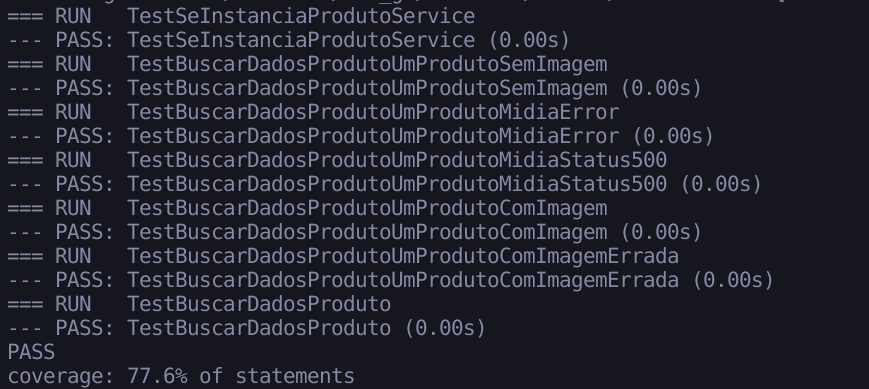 === RUN   TestSeInstanciaProdutoService
--- PASS: TestSeInstanciaProdutoService (0.00s)
=== RUN   TestBuscarDadosProdutoUmProdutoSemImagem
--- PASS: TestBuscarDadosProdutoUmProdutoSemImagem (0.00s)
=== RUN   TestBuscarDadosProdutoUmProdutoMidiaError
--- PASS: TestBuscarDadosProdutoUmProdutoMidiaError (0.00s)
=== RUN   TestBuscarDadosProdutoUmProdutoMidiaStatus500
--- PASS: TestBuscarDadosProdutoUmProdutoMidiaStatus500 (0.00s)
=== RUN   TestBuscarDadosProdutoUmProdutoComImagem
--- PASS: TestBuscarDadosProdutoUmProdutoComImagem (0.00s)
=== RUN   TestBuscarDadosProdutoUmProdutoComImagemErrada
--- PASS: TestBuscarDadosProdutoUmProdutoComImagemErrada (0.00s)
=== RUN   TestBuscarDadosProduto
--- PASS: TestBuscarDadosProduto (0.00s)
PASS
coverage: 77.6% of statements